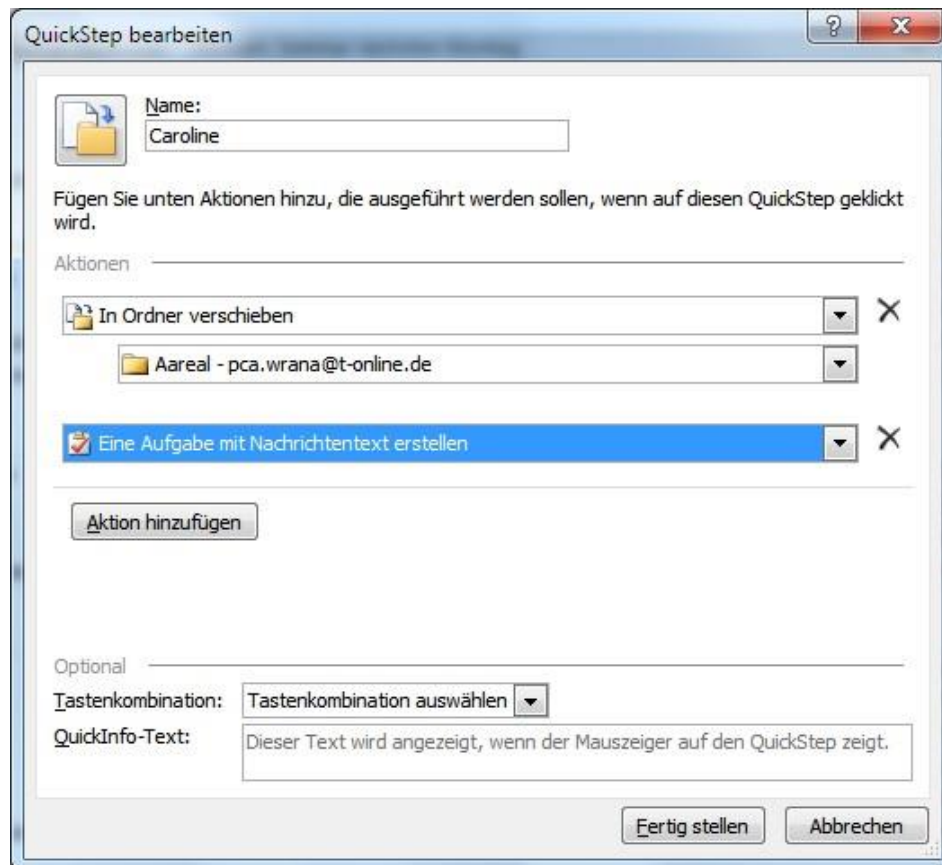 QuickStep bearbeiten
Name:
Caroline
Fügen Sie unten Aktionen hinzu, die ausgeführt werden sollen, wenn auf diesen QuickStep geklickt
wird.
Aktionen
In Ordner verschieben
Aareal - pca.wrana@t-online.de
Eine Aufgabe mit Nachrichtentext erstellen
Aktion hinzufügen
Optional
Tastenkombination: Tastenkombination auswählen
QuickInfo-Text: Dieser Text wird angezeigt, wenn der Mauszeiger auf den QuickStep zeigt.
Fertig stellen Abbrechen